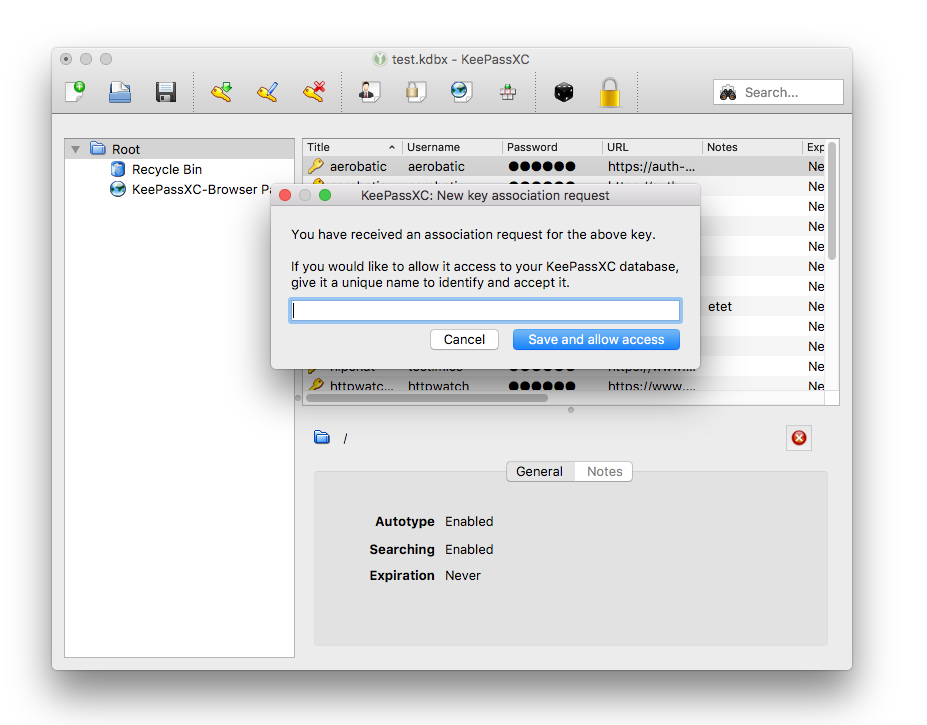 test.kdbx - KeePassXC
Search...
Root
Recycle Bin
KeePassXC-Browser Pa
Title Username Password URL Notes Exp
aerobatic aerobatic ●●●●●● https://auth-... Ne
Ne
KeePassXC: New key association request
Ne
You have received an association request for the above key.
Ne
Ne
If you would like to allow it access to your KeePassXC database,
Ne
give it a unique name to identify and accept it.
Ne
etet Ne
Ne
Cancel Save and allow access
Ne
Ne
httpwatc... httpwatch ●●●●●● https://www.... Ne
/
General Notes
Autotype Enabled
Searching Enabled
Expiration Never